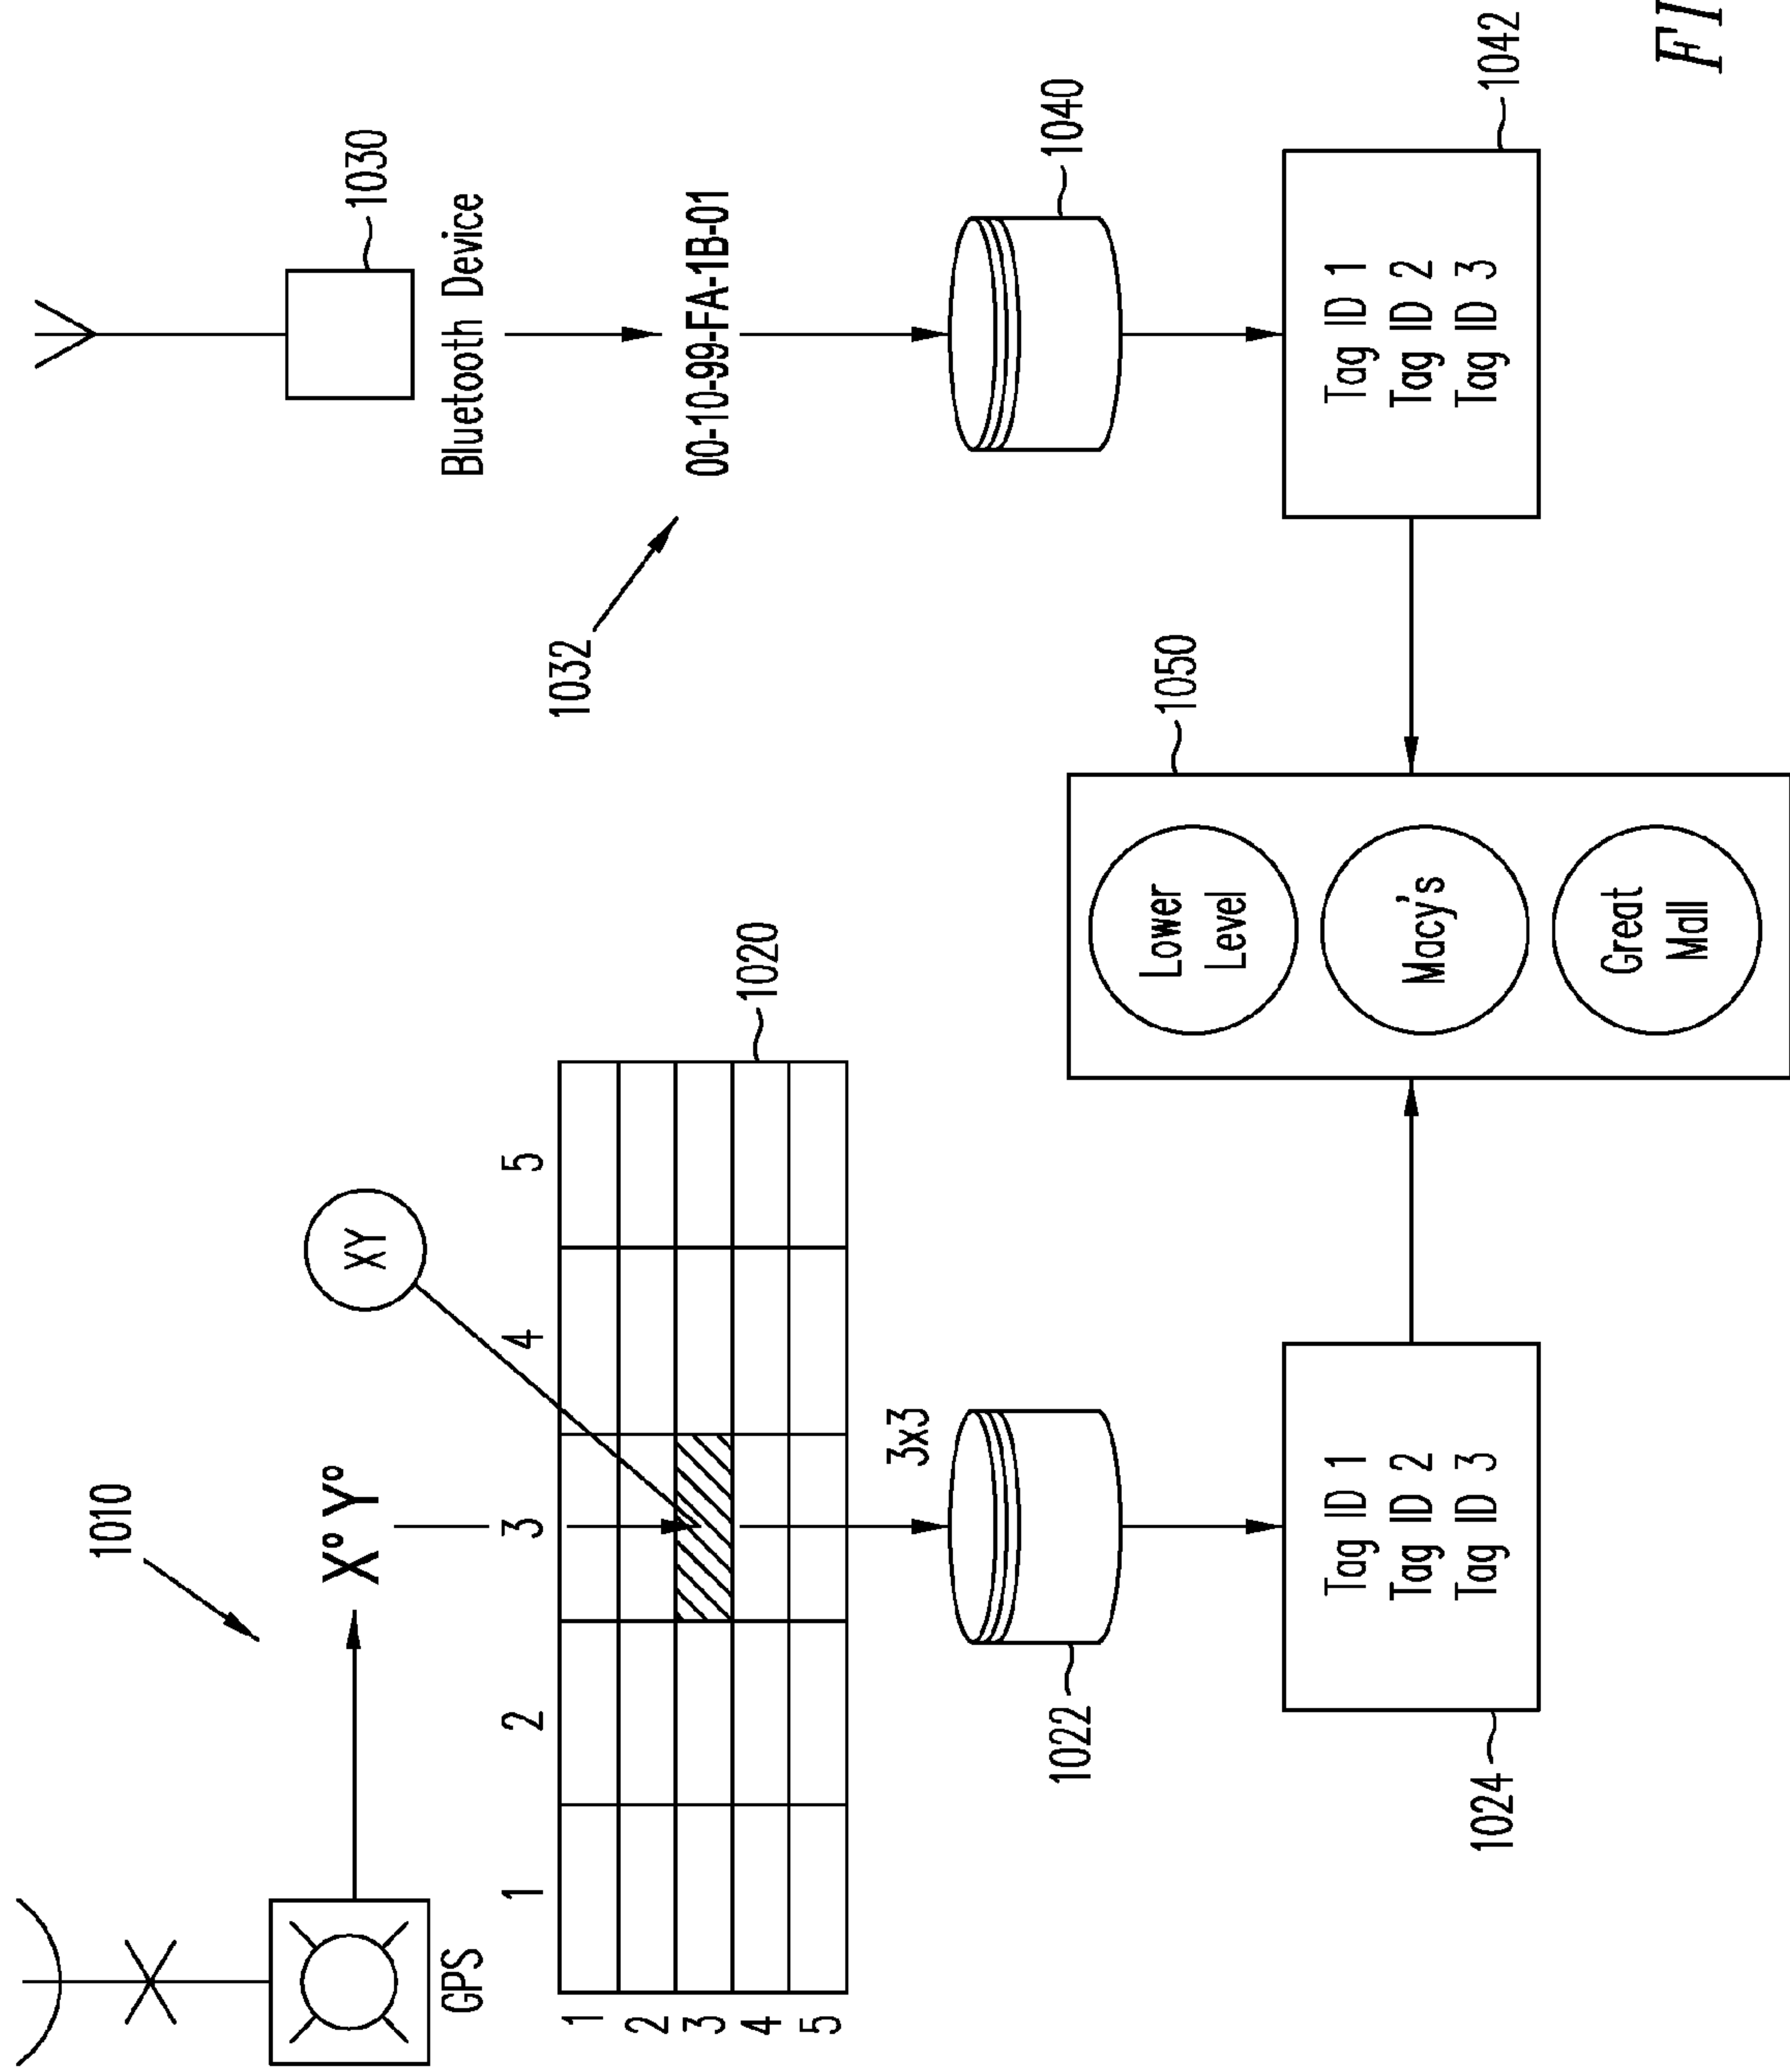 1010
X° Y°
XY
GPS
1 2 3 4 5
1
2
3
4
5
1020
3x3
1022
Tag ID 1
Tag ID 2
Tag ID 3
1024
1030
Bluetooth Device
1032
00-10-99-FA-1B-01
1040
Tag ID 1
Tag ID 2
Tag ID 3
1042
1050
Lower
Level
Macy's
Great
Mall
FI